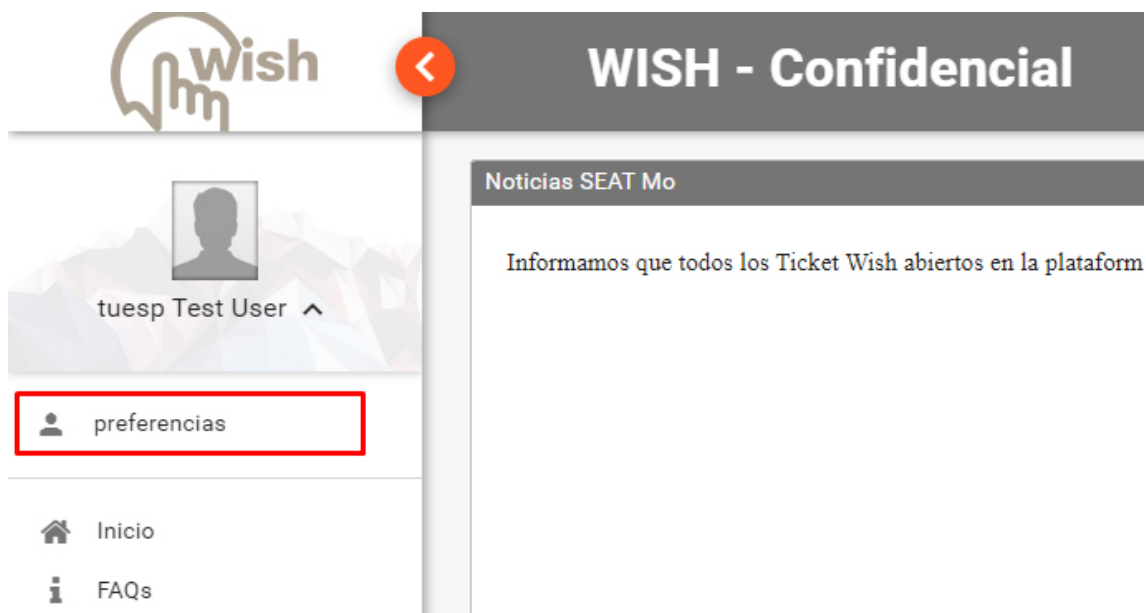 Wish
WISH - Confidencial
tuesp Test User
preferencias
Inicio
FAQs
Noticias SEAT Mo
Informamos que todos los Ticket Wish abiertos en la plataform